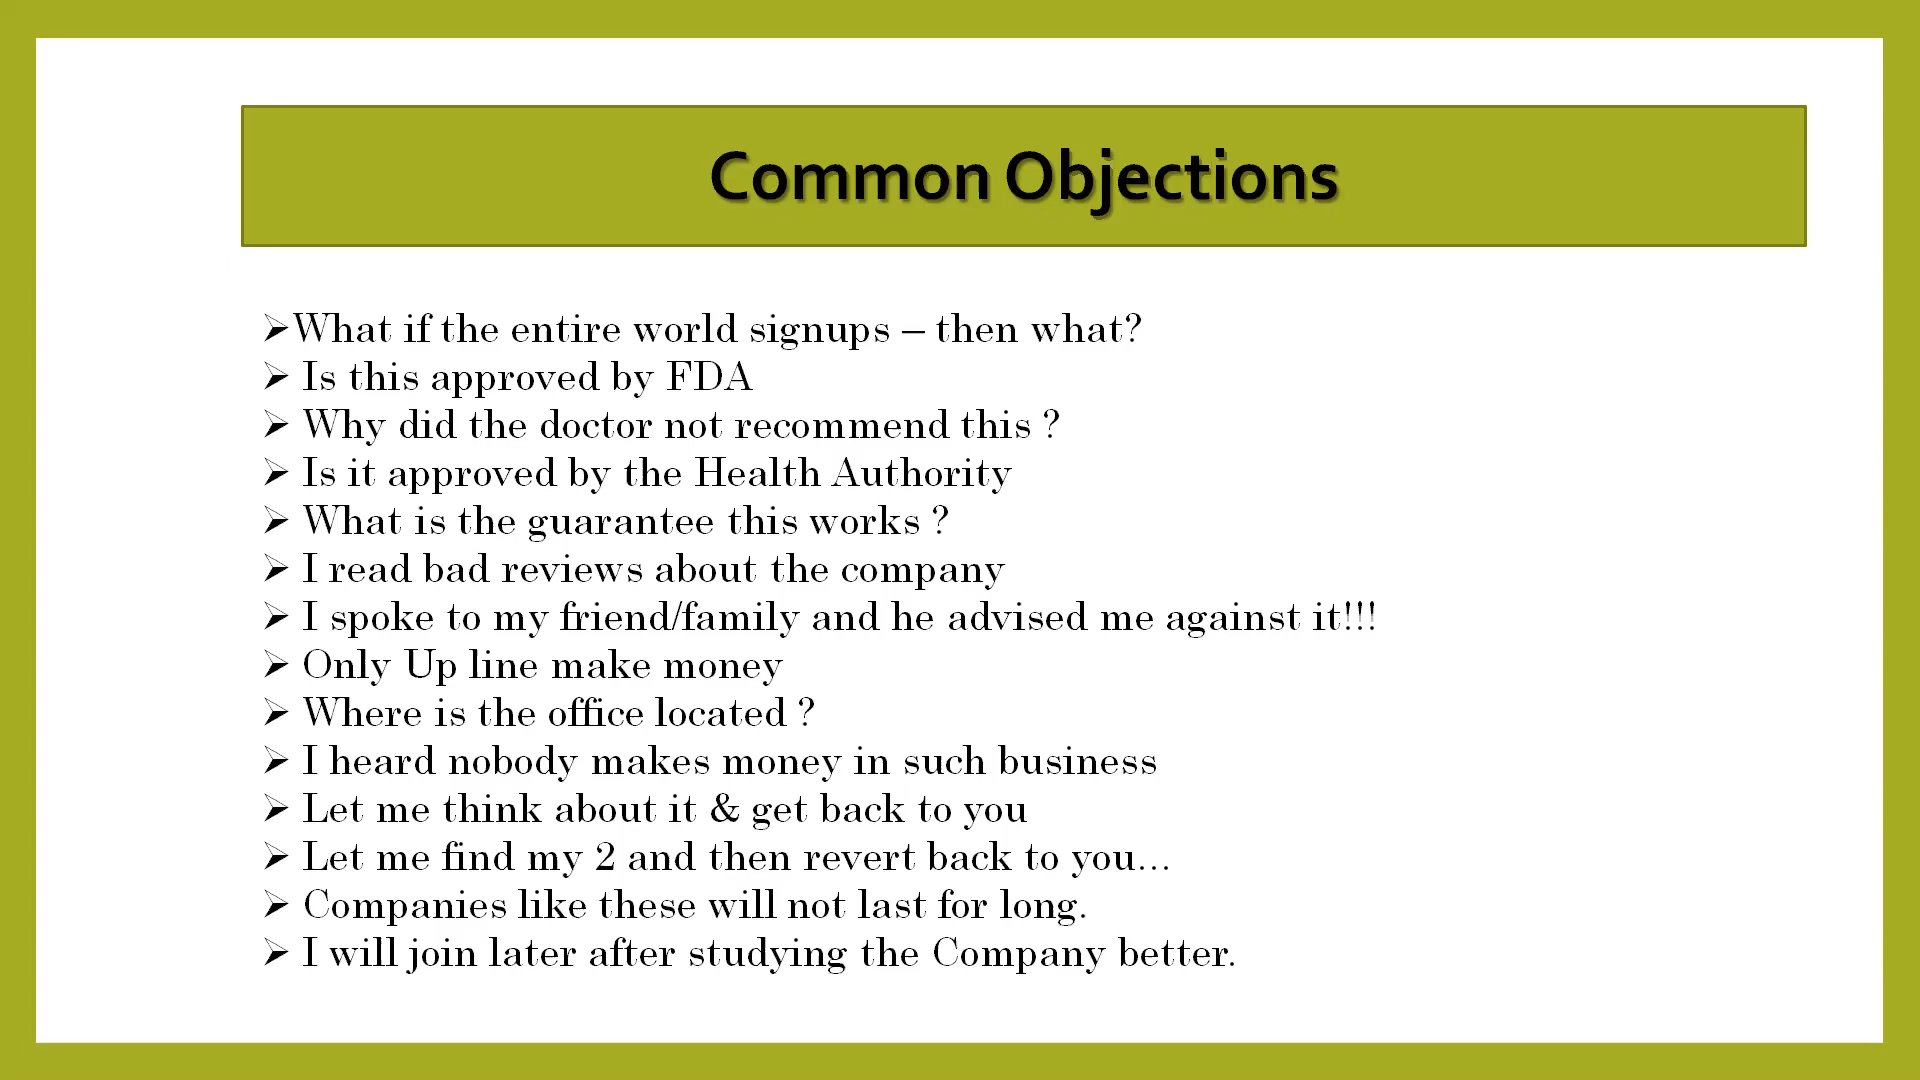 Common Objections
➢What if the entire world signups – then what?
➢ Is this approved by FDA
➢ Why did the doctor not recommend this ?
➢ Is it approved by the Health Authority
➢ What is the guarantee this works ?
➢ I read bad reviews about the company
➢ I spoke to my friend/family and he advised me against it!!!
➢ Only Up line make money
➢ Where is the office located ?
➢ I heard nobody makes money in such business
➢ Let me think about it & get back to you
➢ Let me find my 2 and then revert back to you...
➢ Companies like these will not last for long.
➢ I will join later after studying the Company better.